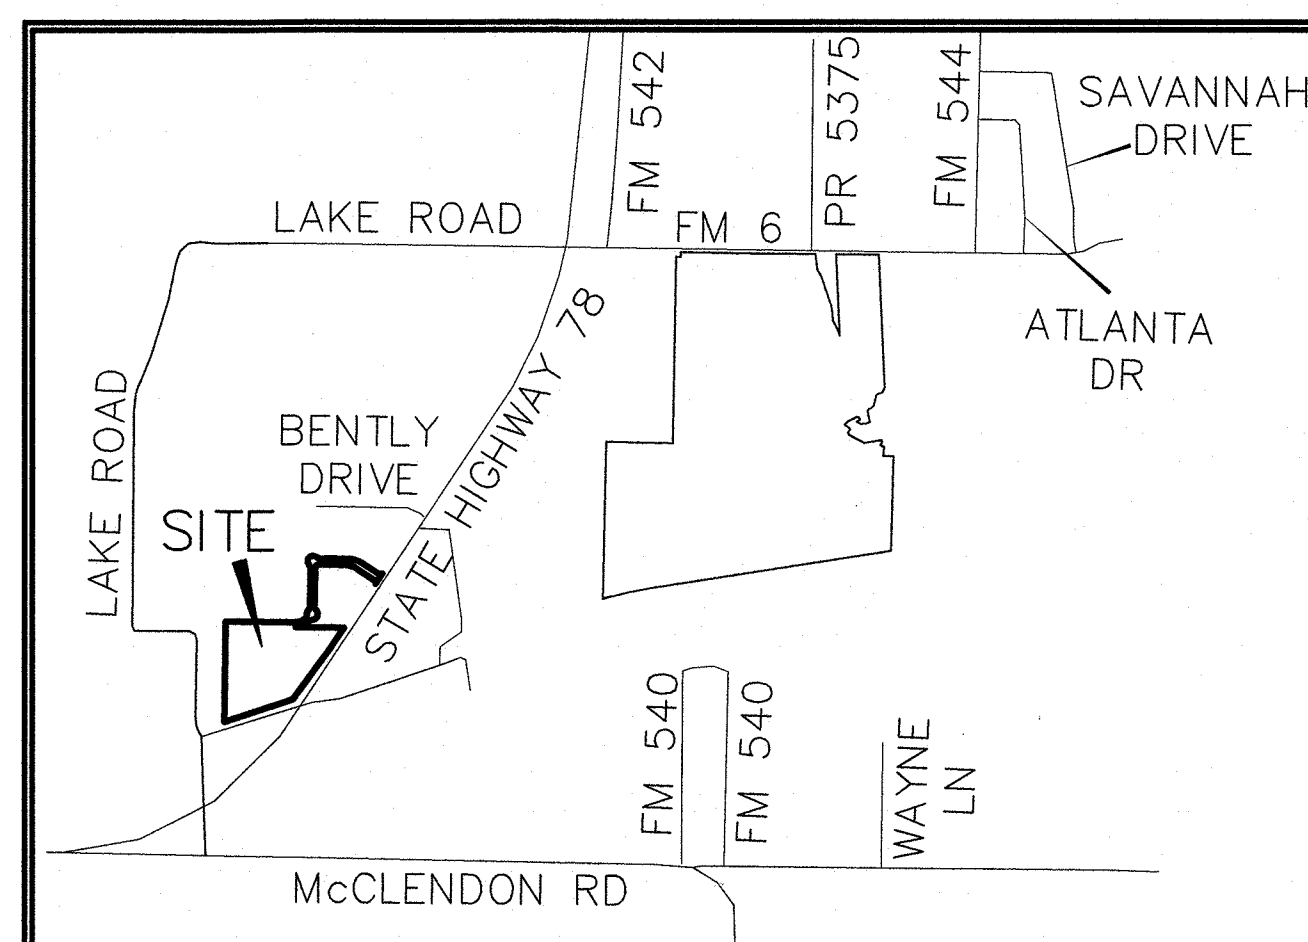 FM 542
PR 5375
FM 544
SAVANNAH
DRIVE
LAKE ROAD
FM 6
ATLANTA
DR
STATE HIGHWAY 78
LAKE ROAD
BENTLY
DRIVE
SITE
FM 540
FM 540
WAYNE
LN
McCLENDON RD